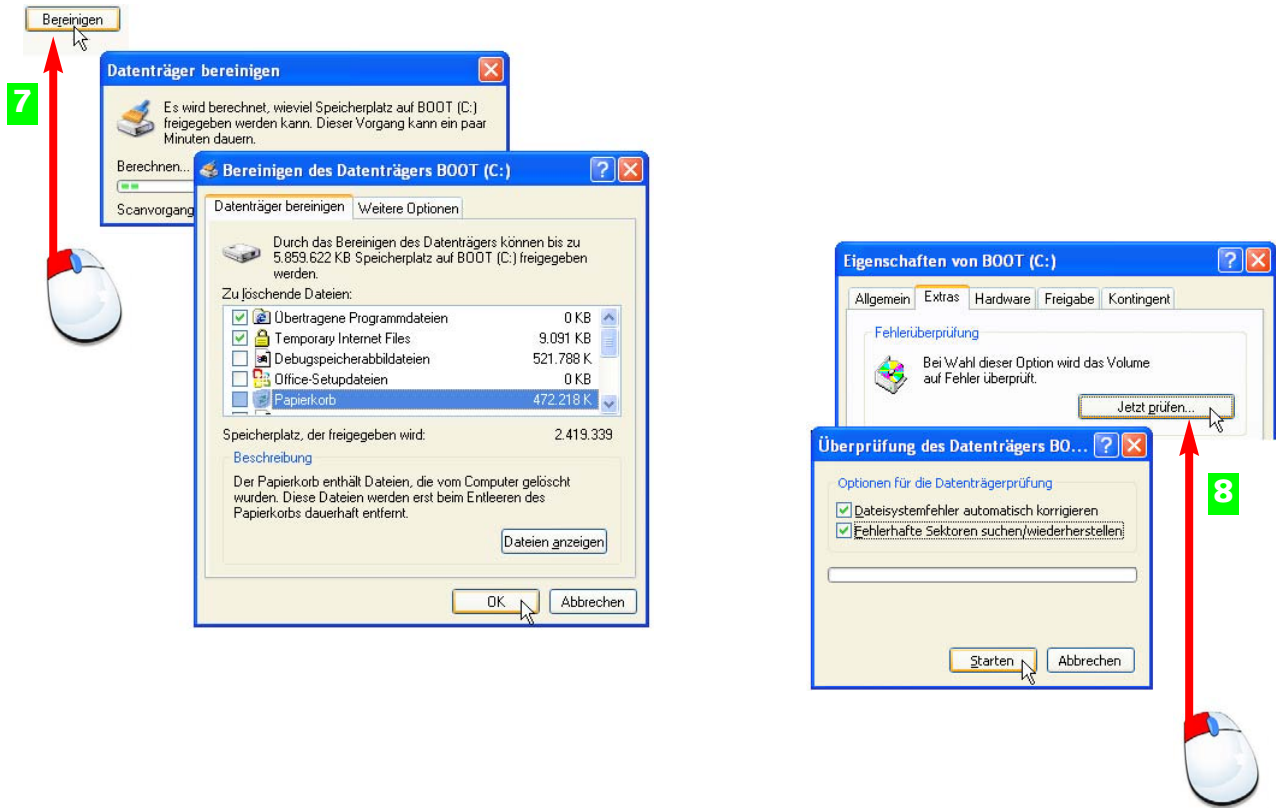 Bereinigen
7
Datenträger bereinigen
Es wird berechnet, wieviel Speicherplatz auf BOOT (C:)
freigegeben werden kann. Dieser Vorgang kann ein paar
Minuten dauern.
Berechnen...
Scanvorgang
Bereinigen des Datenträgers BOOT (C:)
Datenträger bereinigen Weitere Optionen
Durch das Bereinigen des Datenträgers können bis zu
5.859.622 KB Speicherplatz auf BOOT (C:) freigegeben
werden.
Zu löschende Dateien:
Übertragene Programmdateien 0 KB
Temporary Internet Files 9.091 KB
Debugspeicherabbilddateien 521.788 K
Office-Setupdateien 0 KB
Papierkorb 472.218 K
Speicherplatz, der freigegeben wird: 2.419.339
Beschreibung
Der Papierkorb enthält Dateien, die vom Computer gelöscht
wurden. Diese Dateien werden erst beim Entleeren des
Papierkorbs dauerhaft entfernt.
Dateien anzeigen
OK Abbrechen
Eigenschaften von BOOT (C:)
Allgemein Extras Hardware Freigabe Kontingent
Fehlerüberprüfung
Bei Wahl dieser Option wird das Volume
auf Fehler überprüft.
Jetzt prüfen...
Überprüfung des Datenträgers BO...
Optionen für die Datenträgerprüfung
Dateisystemfehler automatisch korrigieren
Fehlerhafte Sektoren suchen/wiederherstellen
Starten Abbrechen
8